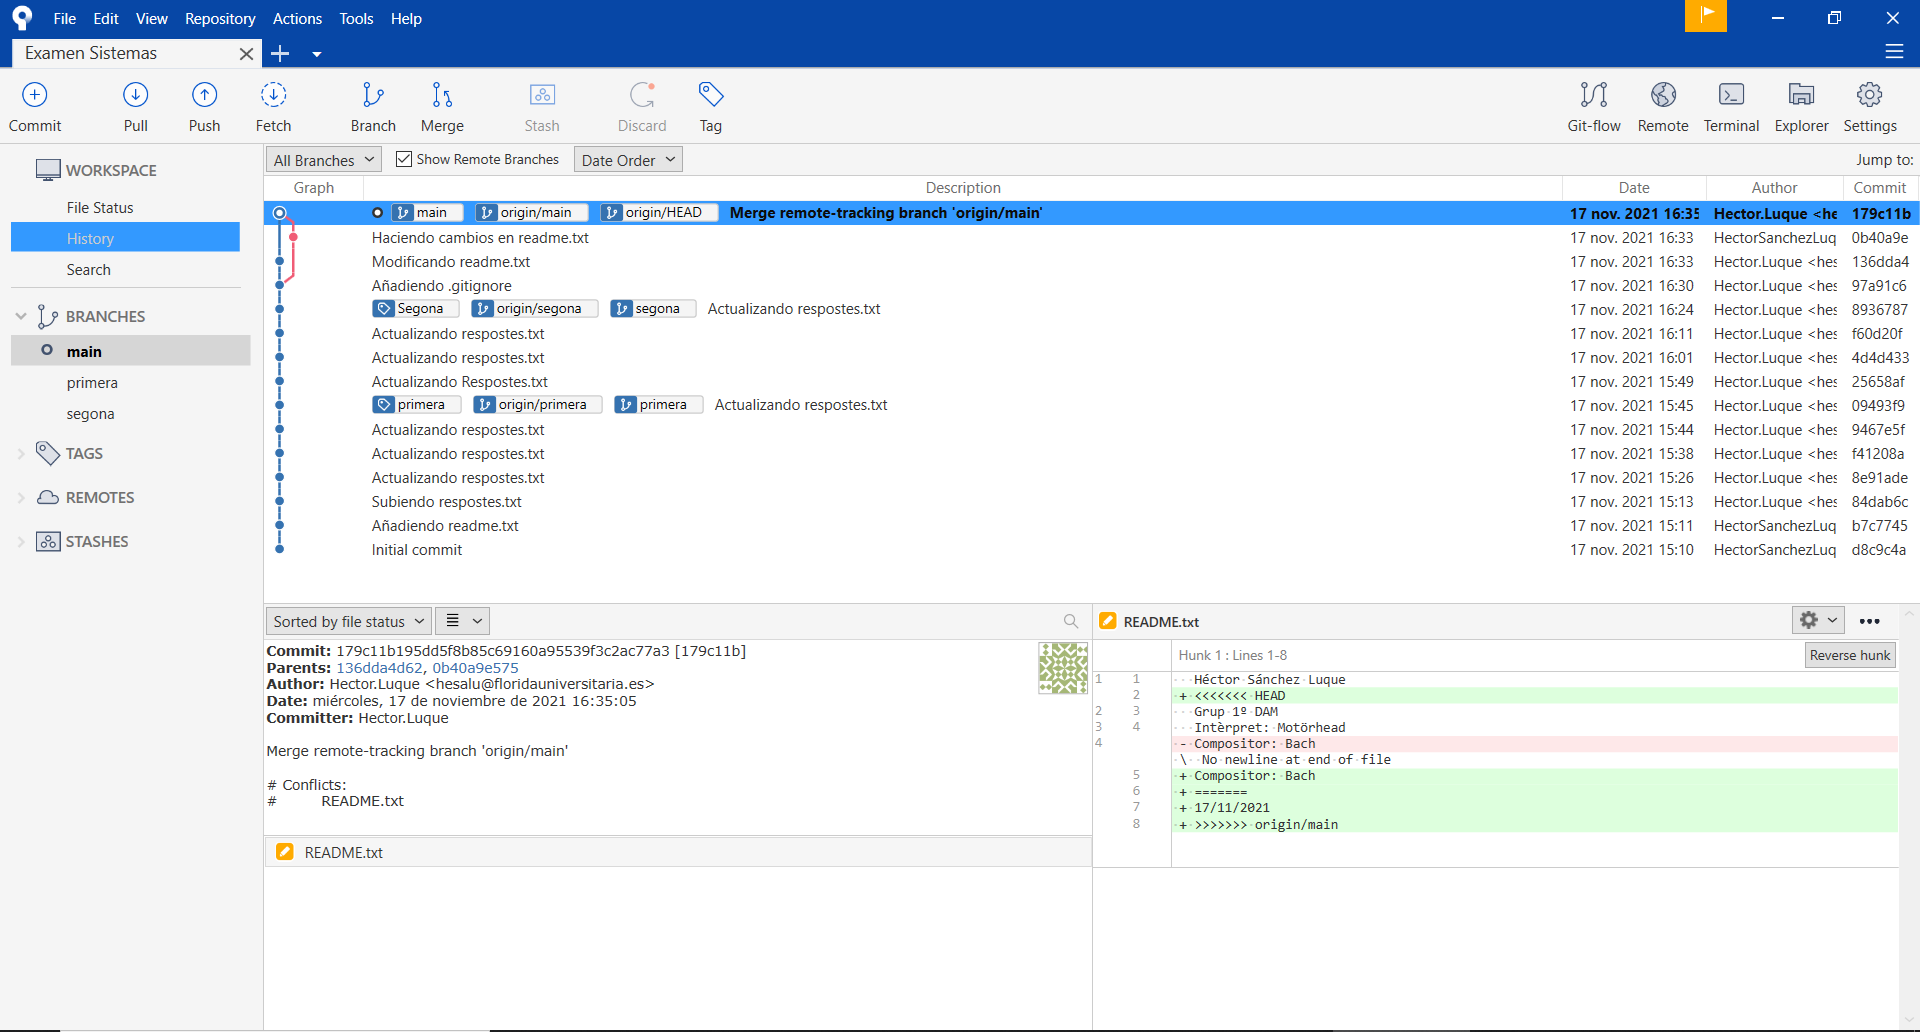 File Edit View Repository Actions Tools Help
Examen Sistemas
Commit Pull Push Fetch Branch Merge Stash Discard Tag Git-flow Remote Terminal Explorer Settings
WORKSPACE
File Status
History
Search
BRANCHES
main
primera
segona
TAGS
REMOTES
STASHES
All Branches Show Remote Branches Date Order Jump to:
Graph Description Date Author Commit
main origin/main origin/HEAD Merge remote-tracking branch 'origin/main' 17 nov. 2021 16:35 Hector.Luque <he 179c11b
Haciendo cambios en readme.txt 17 nov. 2021 16:33 HectorSanchezLuq 0b40a9e
Modificando readme.txt 17 nov. 2021 16:33 Hector.Luque <hes 136dda4
Añadiendo .gitignore 17 nov. 2021 16:30 Hector.Luque <hes 97a91c6
Segona origin/segona segona Actualizando respostes.txt 17 nov. 2021 16:24 Hector.Luque <hes 8936787
Actualizando respostes.txt 17 nov. 2021 16:11 Hector.Luque <hes f60d20f
Actualizando respostes.txt 17 nov. 2021 16:01 Hector.Luque <hes 4d4d433
Actualizando Respostes.txt 17 nov. 2021 15:49 Hector.Luque <hes 25658af
primera origin/primera primera Actualizando respostes.txt 17 nov. 2021 15:45 Hector.Luque <hes 09493f9
Actualizando respostes.txt 17 nov. 2021 15:44 Hector.Luque <hes 9467e5f
Actualizando respostes.txt 17 nov. 2021 15:38 Hector.Luque <hes f41208a
Actualizando respostes.txt 17 nov. 2021 15:26 Hector.Luque <hes 8e91ade
Subiendo respostes.txt 17 nov. 2021 15:13 Hector.Luque <hes 84dab6c
Añadiendo readme.txt 17 nov. 2021 15:11 HectorSanchezLuq b7c7745
Initial commit 17 nov. 2021 15:10 HectorSanchezLuq d8c9c4a
Sorted by file status
Commit: 179c11b195dd5f8b85c69160a95539f3c2ac77a3 [179c11b]
Parents: 136dda4d62, 0b40a9e575
Author: Hector.Luque <hesalu@floridauniversitaria.es>
Date: miércoles, 17 de noviembre de 2021 16:35:05
Committer: Hector.Luque
Merge remote-tracking branch 'origin/main'
# Conflicts:
# README.txt
README.txt
README.txt
Hunk 1 : Lines 1-8 Reverse hunk
1 1 Héctor Sánchez Luque
2 + <<<<<<< HEAD
2 3 Grup 1º DAM
3 4 Intèrpret: Motörhead
4 - Compositor: Bach
\ No newline at end of file
5 + Compositor: Bach
6 + =======
7 + 17/11/2021
8 + >>>>>>> origin/main